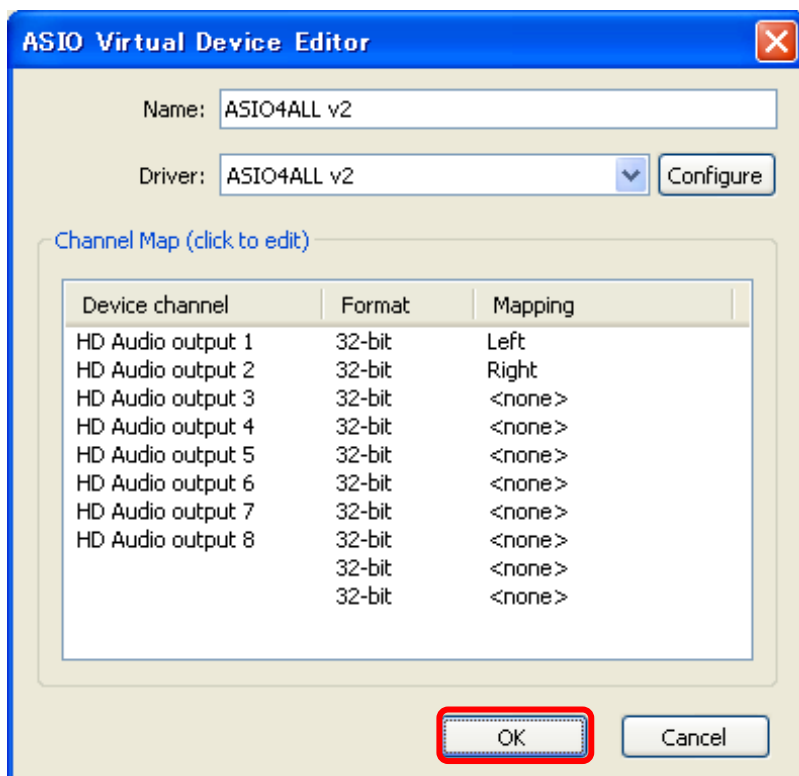 ASIO Virtual Device Editor
Name: ASIO4ALL v2
Driver: ASIO4ALL v2 Configure
Channel Map (click to edit)
Device channel Format Mapping
HD Audio output 1 32-bit Left
HD Audio output 2 32-bit Right
HD Audio output 3 32-bit <none>
HD Audio output 4 32-bit <none>
HD Audio output 5 32-bit <none>
HD Audio output 6 32-bit <none>
HD Audio output 7 32-bit <none>
HD Audio output 8 32-bit <none>
32-bit <none>
32-bit <none>
OK Cancel